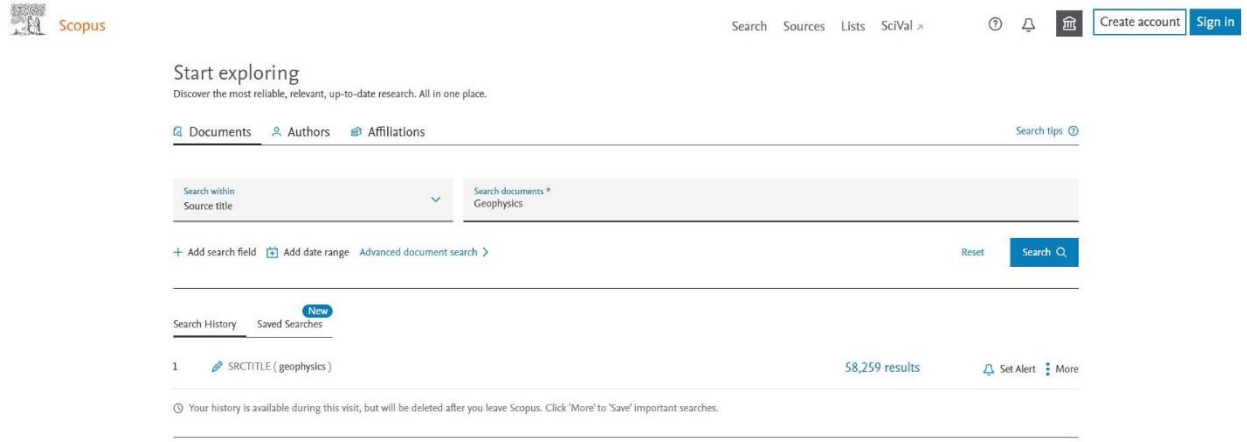 Scopus
Search Sources Lists SciVal
Create account Sign in
Start exploring
Discover the most reliable, relevant, up-to-date research. All in one place.
Documents Authors Affiliations
Search tips
Search within
Source title
Search documents *
Geophysics
+ Add search field Add date range Advanced document search >
Reset Search
New
Search History Saved Searches
1 SRCTITLE ( geophysics ) 58,259 results Set Alert More
Your history is available during this visit, but will be deleted after you leave Scopus. Click 'More' to 'Save' important searches.